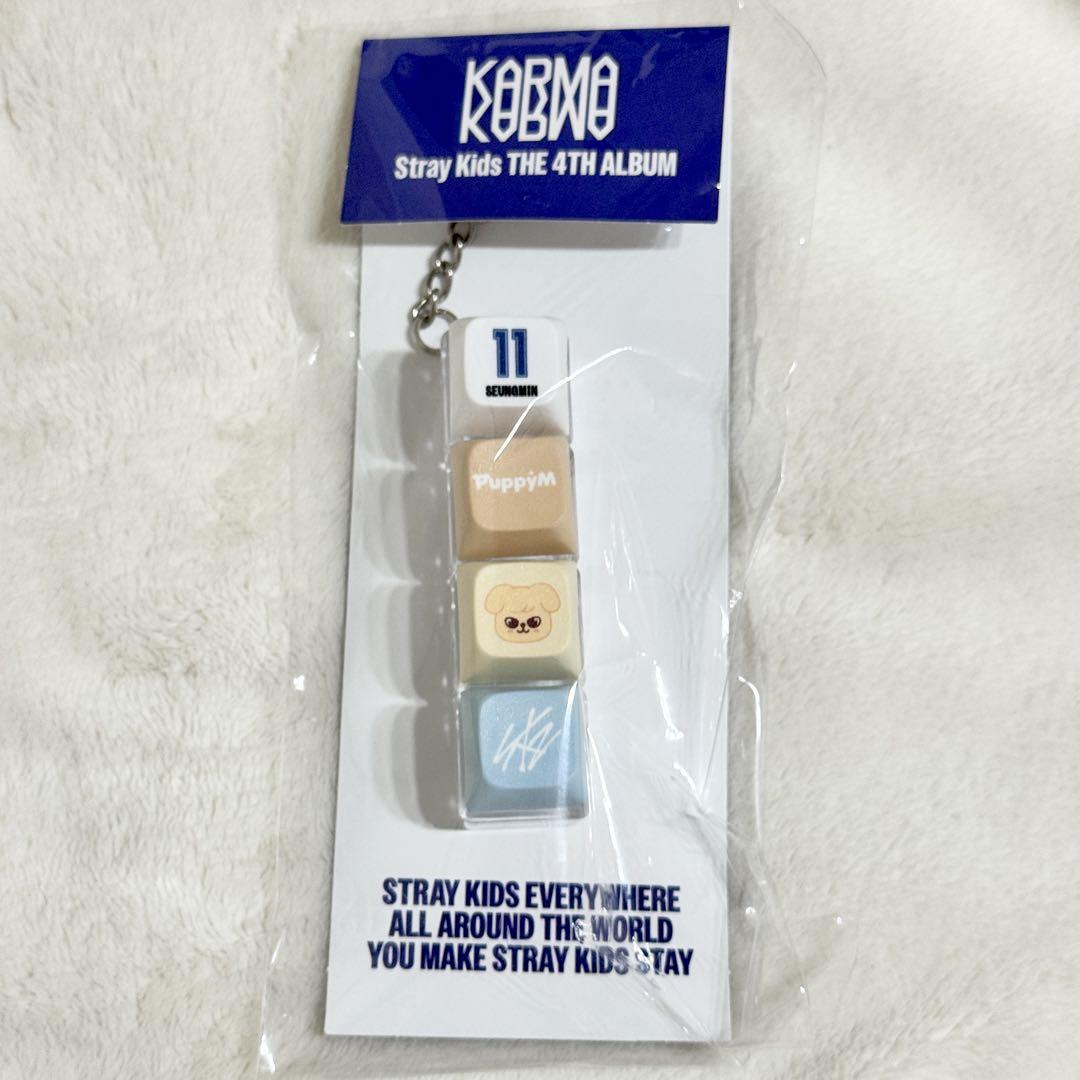 KARMA
Stray Kids THE 4TH ALBUM
11
SEUNGMIN
PuppyM
SKZ
STRAY KIDS EVERYWHERE
ALL AROUND THE WORLD
YOU MAKE STRAY KIDS STAY